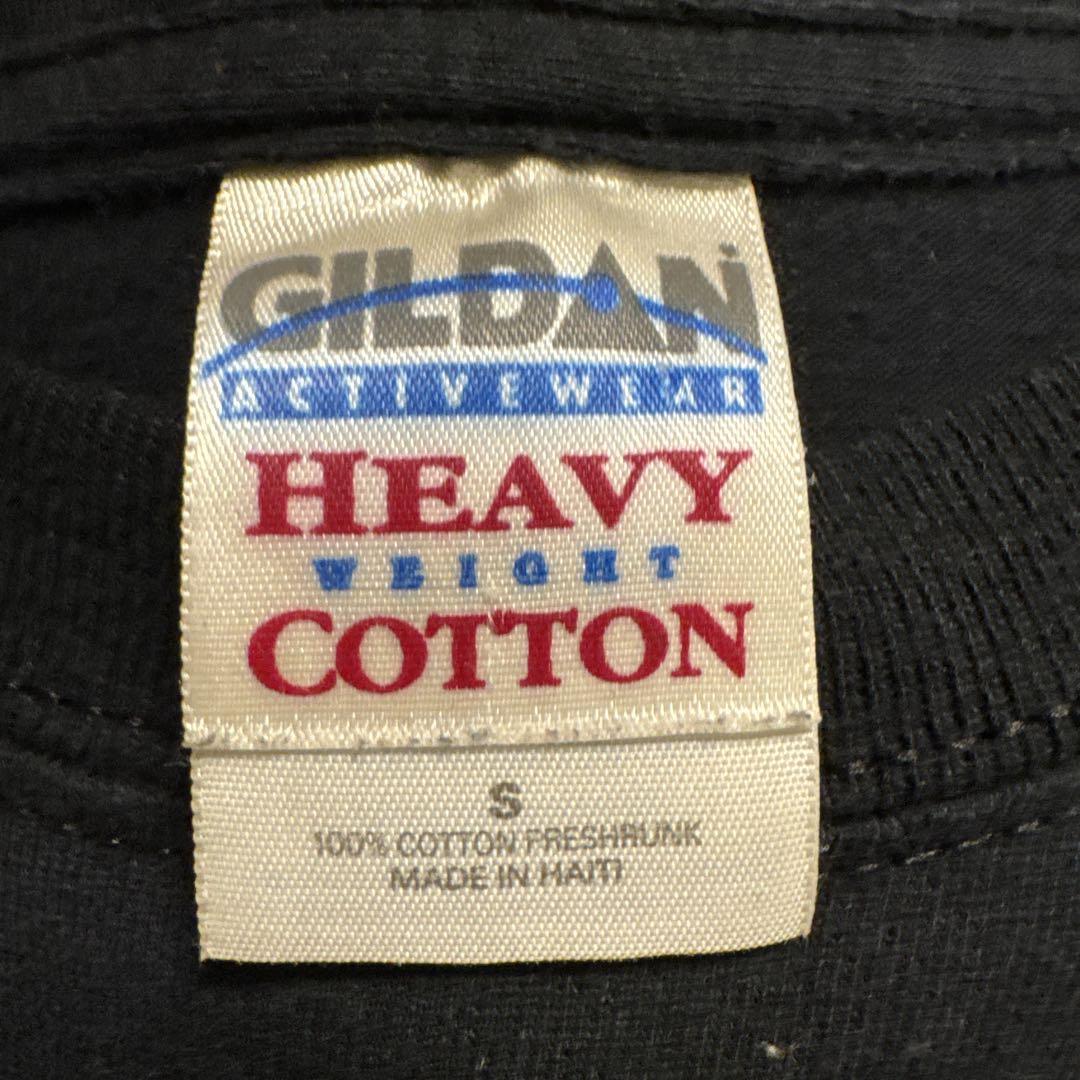 GILDAN
ACTIVEWEAR
HEAVY
WEIGHT
COTTON
S
100% COTTON PRESHRUNK
MADE IN HAITI